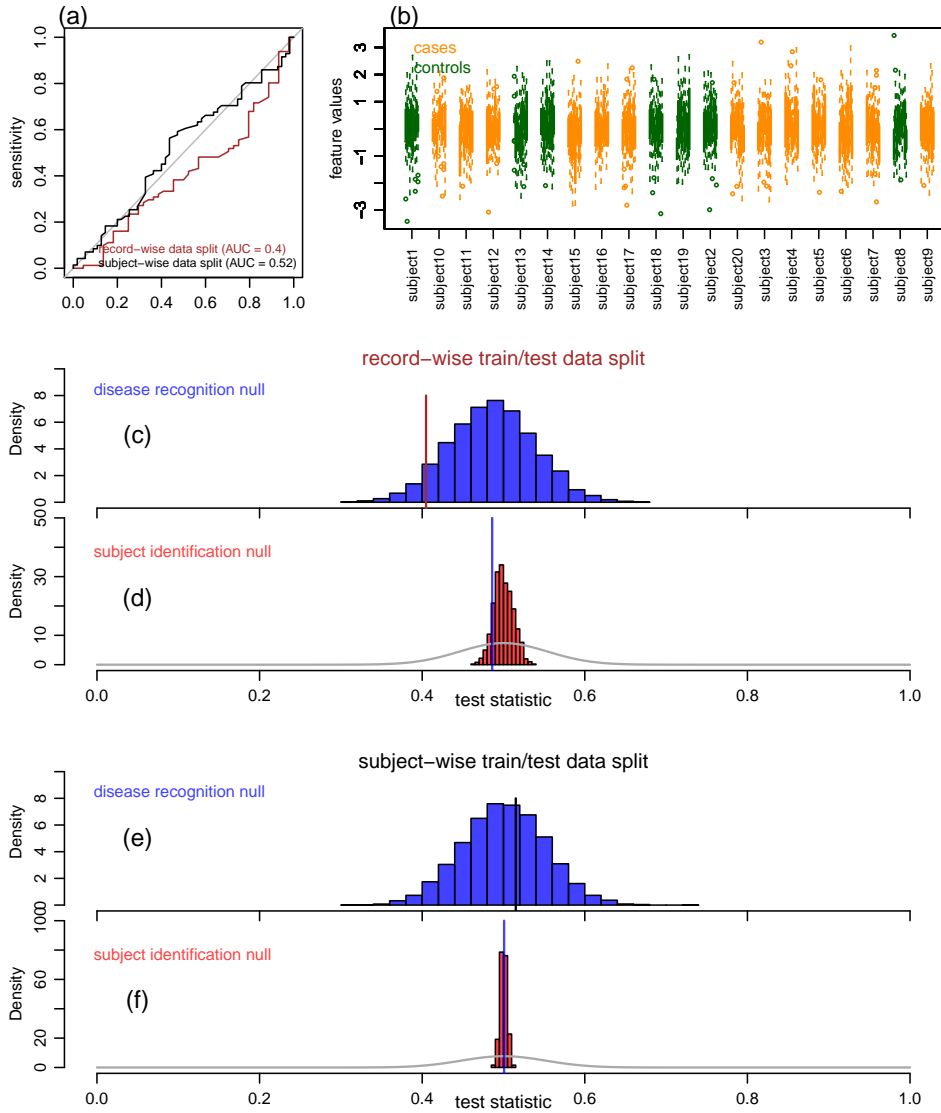 (a)
sensitivity
0.0 0.2 0.4 0.6 0.8 1.0
0.0 0.2 0.4 0.6 0.8 1.0
record−wise data split (AUC = 0.4)
subject−wise data split (AUC = 0.52)
(b)
feature values
−3 −1 1 2 3
cases
controls
subject1
subject10
subject11
subject12
subject13
subject14
subject15
subject16
subject17
subject18
subject19
subject2
subject20
subject3
subject4
subject5
subject6
subject7
subject8
subject9
record−wise train/test data split
disease recognition null
(c)
Density
0 2 4 6 8
subject identification null
(d)
Density
0 10 30 50
0.0 0.2 0.4 0.6 0.8 1.0
test statistic
subject−wise train/test data split
disease recognition null
(e)
Density
0 2 4 6 8
subject identification null
(f)
Density
0 20 60 100
0.0 0.2 0.4 0.6 0.8 1.0
test statistic